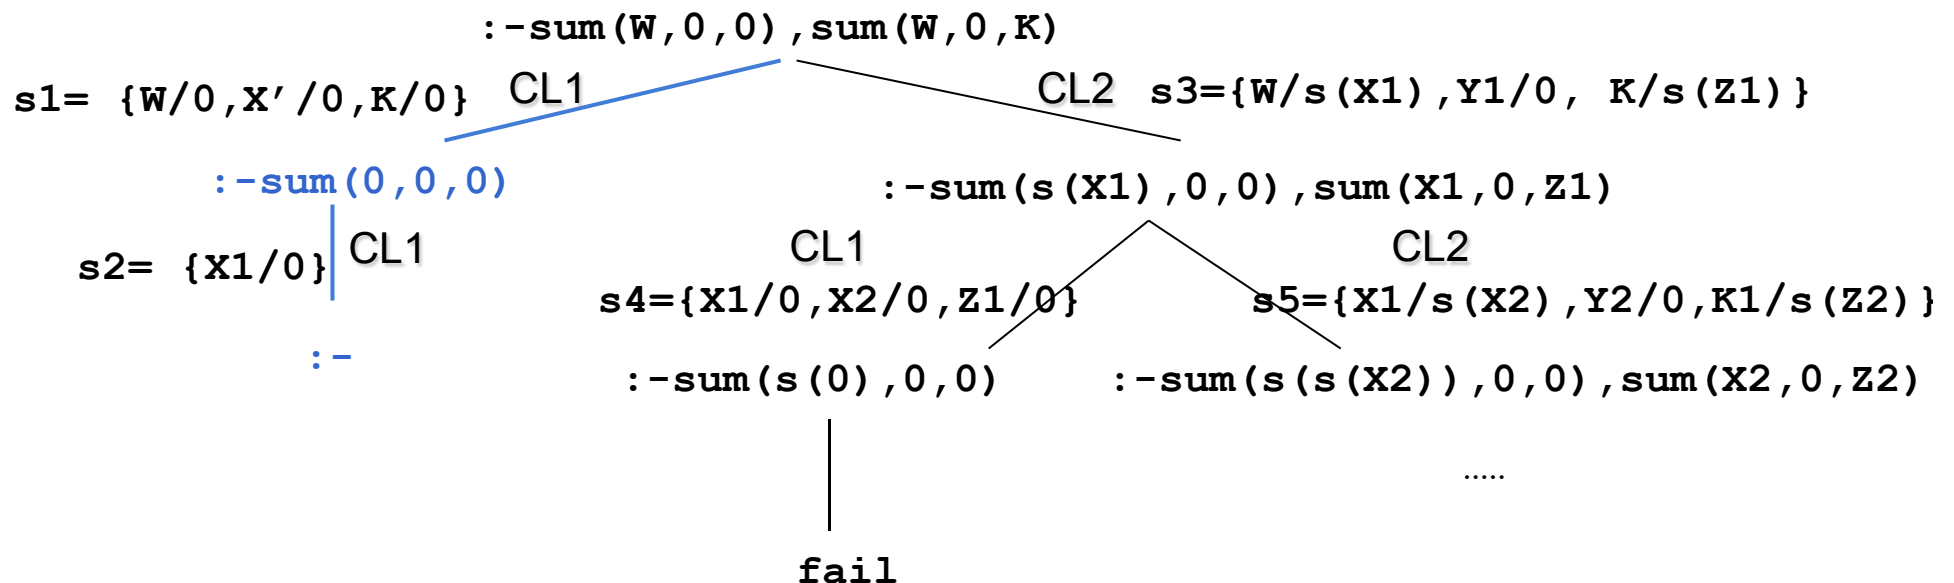 :-sum(W,0,0),sum(W,0,K)
s1= {W/0,X’/0,K/0} CL1 CL2 s3={W/s(X1),Y1/0, K/s(Z1)}
:-sum(0,0,0) :-sum(s(X1),0,0),sum(X1,0,Z1)
s2= {X1/0} CL1 CL1 CL2
s4={X1/0,X2/0,Z1/0} s5={X1/s(X2),Y2/0,K1/s(Z2)}
:- :-sum(s(0),0,0) :-sum(s(s(X2)),0,0),sum(X2,0,Z2)
.....
fail